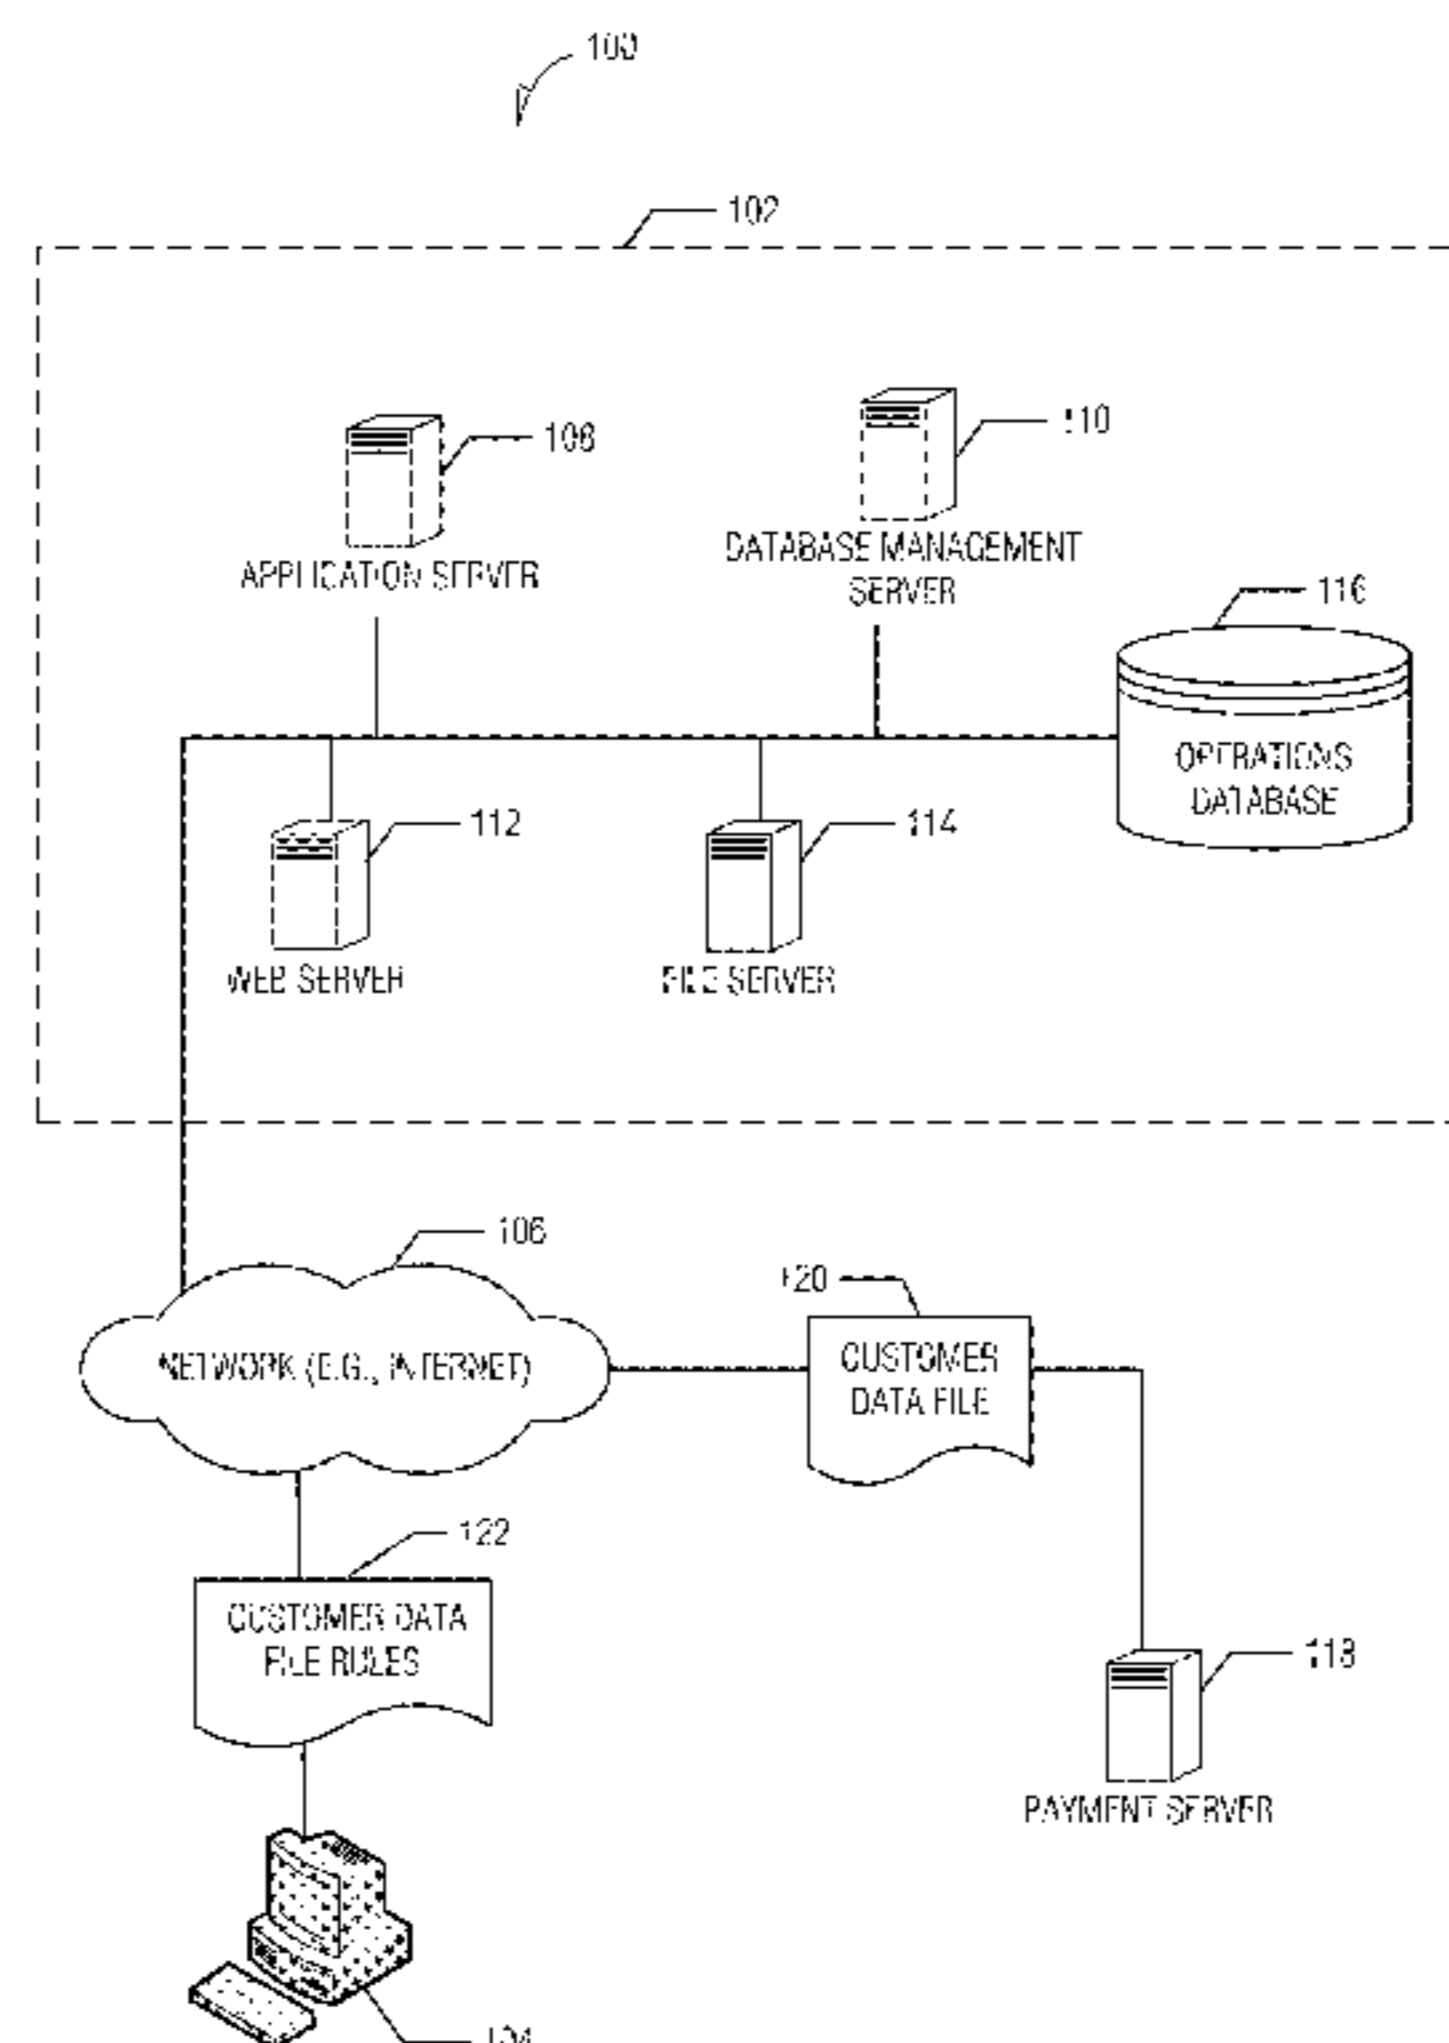 100
102
108
110
APPLICATION SERVER
DATABASE MANAGEMENT
SERVER
116
OPERATIONS
DATABASE
112
114
WEB SERVER
FILE SERVER
106
120
NETWORK (E.G., INTERNET)
CUSTOMER
DATA FILE
122
CUSTOMER DATA
FILE RULES
118
PAYMENT SERVER
104